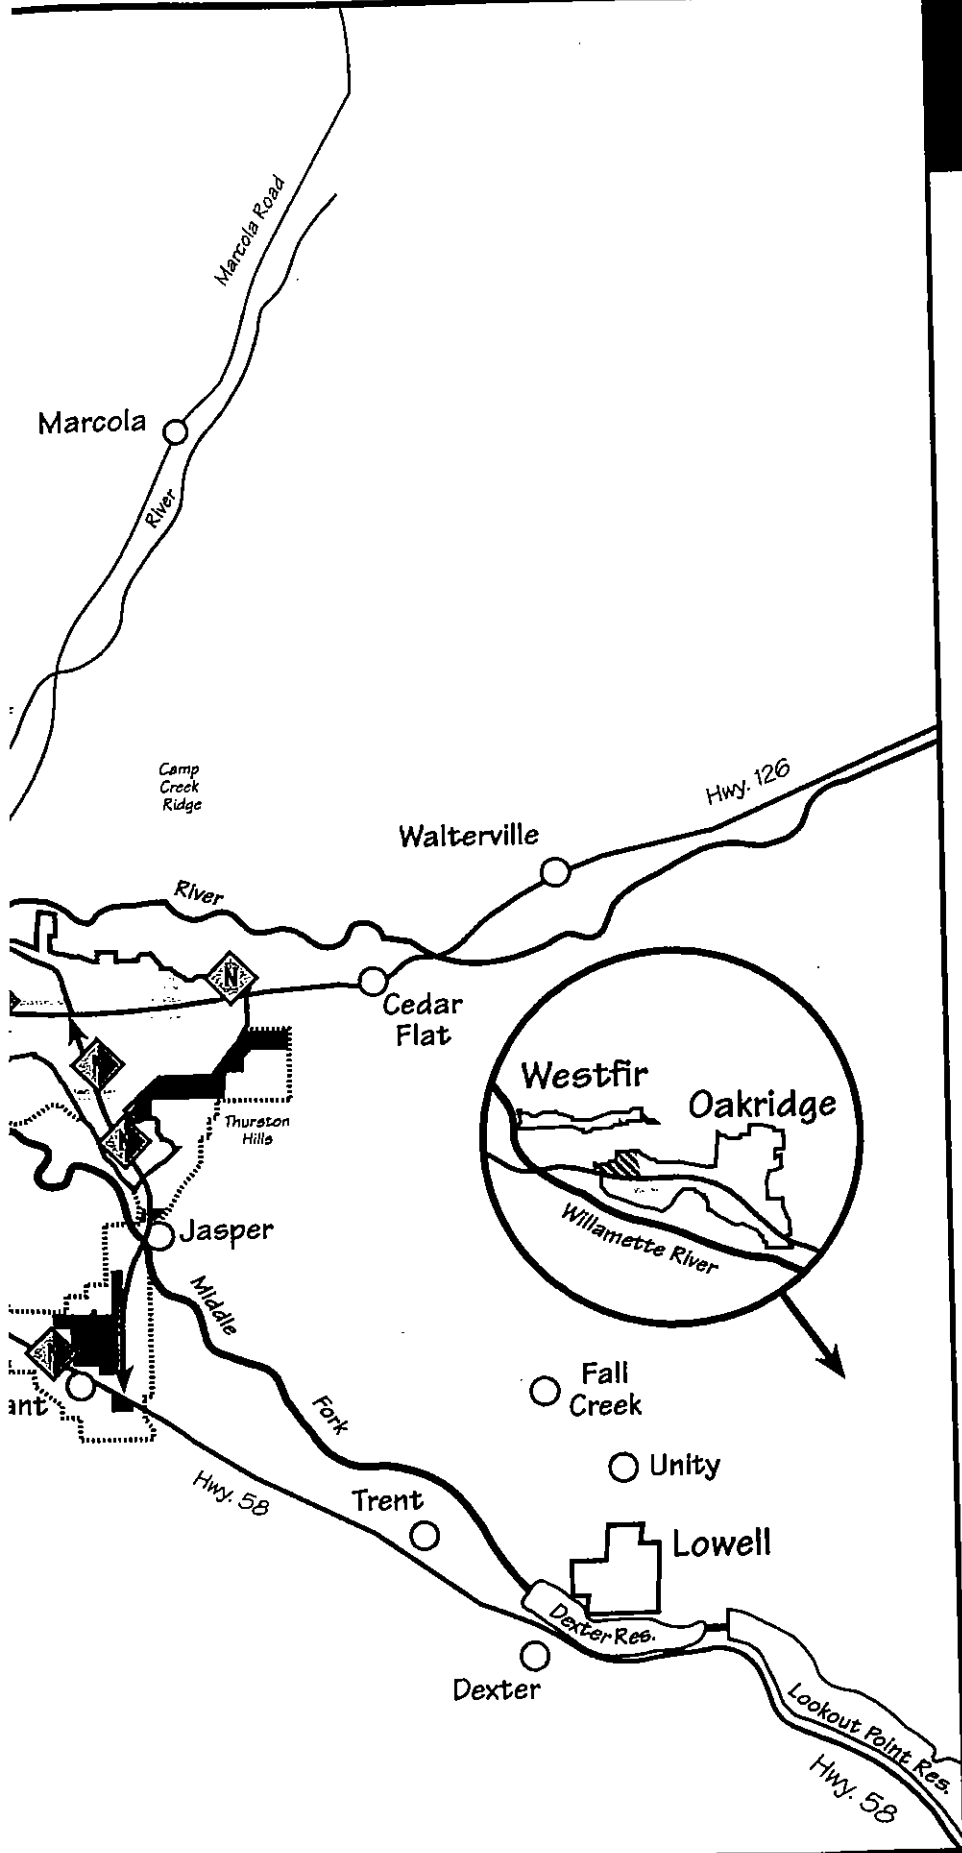 Marcola Road
Marcola
River
Camp
Creek
Ridge
Hwy. 126
Walterville
River
N
Cedar
Flat
Westfir
Oakridge
Thurston
Hills
Willamette River
Jasper
Middle
Fall
Creek
ant
Fork
Unity
Hwy. 58
Trent
Lowell
Dexter Res.
Dexter
Lookout Point Res.
Hwy. 58